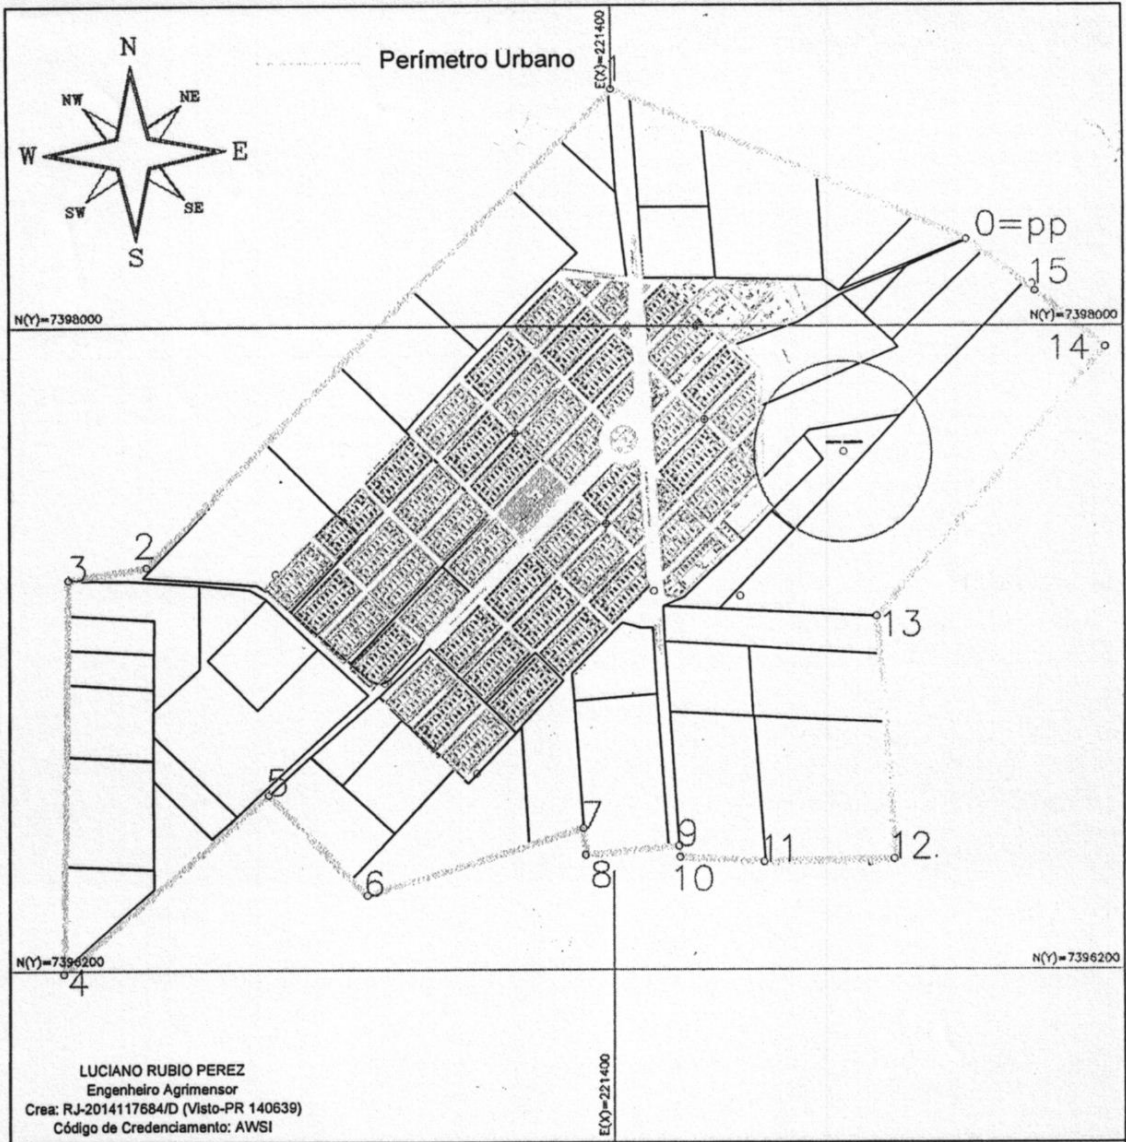 Perímetro Urbano
E(X)=221400
1
N
NW
NE
W
E
SW
SE
S
0=pp
15
N(Y)=7398000
N(Y)=7398000
14
2
3
13
5
7
9
12.
11
8
10
6
N(Y)=7396200
N(Y)=7396200
4
E(X)=221400
LUCIANO RUBIO PEREZ
Engenheiro Agrimensor
Crea: RJ-2014117684/D (Visto-PR 140639)
Código de Credenciamento: AWSI